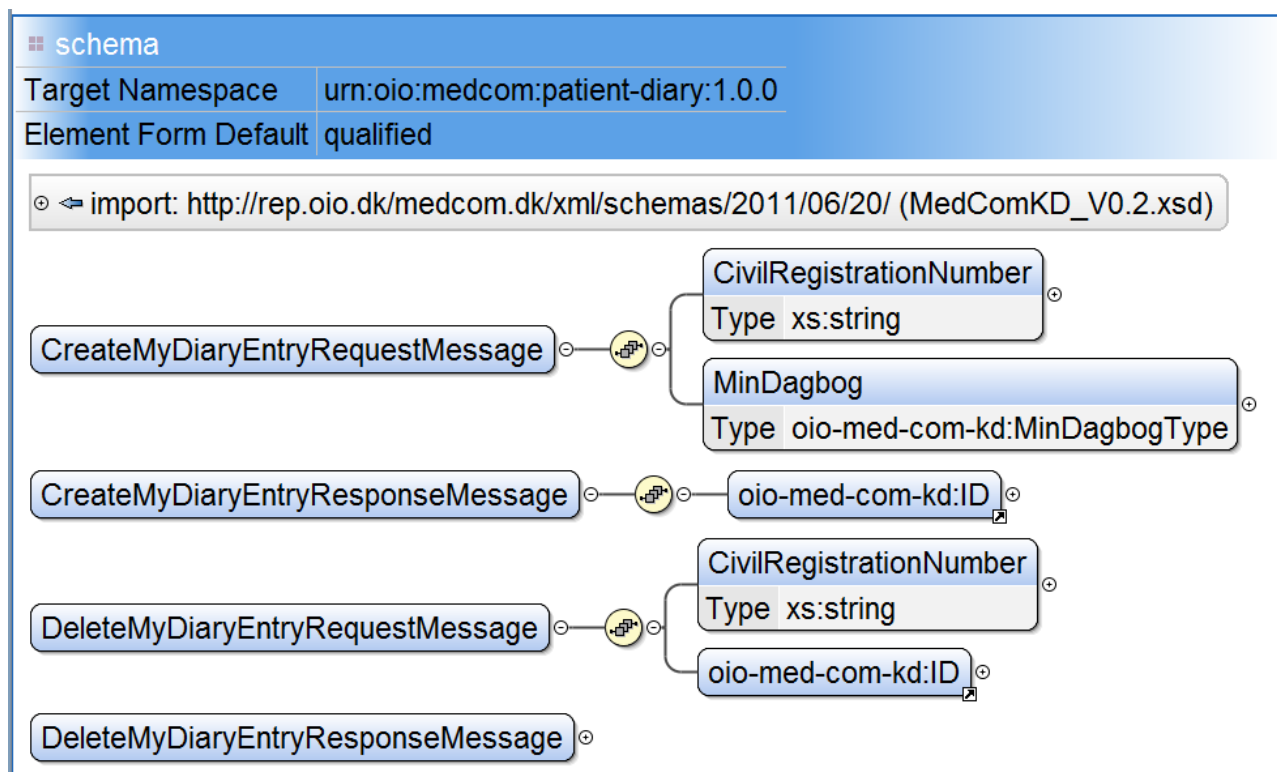 schema
Target Namespace urn:oio:medcom:patient-diary:1.0.0
Element Form Default qualified
import: http://rep.oio.dk/medcom.dk/xml/schemas/2011/06/20/ (MedComKD_V0.2.xsd)
CreateMyDiaryEntryRequestMessage
CivilRegistrationNumber
Type xs:string
MinDagbog
Type oio-med-com-kd:MinDagbogType
CreateMyDiaryEntryResponseMessage
oio-med-com-kd:ID
DeleteMyDiaryEntryRequestMessage
CivilRegistrationNumber
Type xs:string
oio-med-com-kd:ID
DeleteMyDiaryEntryResponseMessage